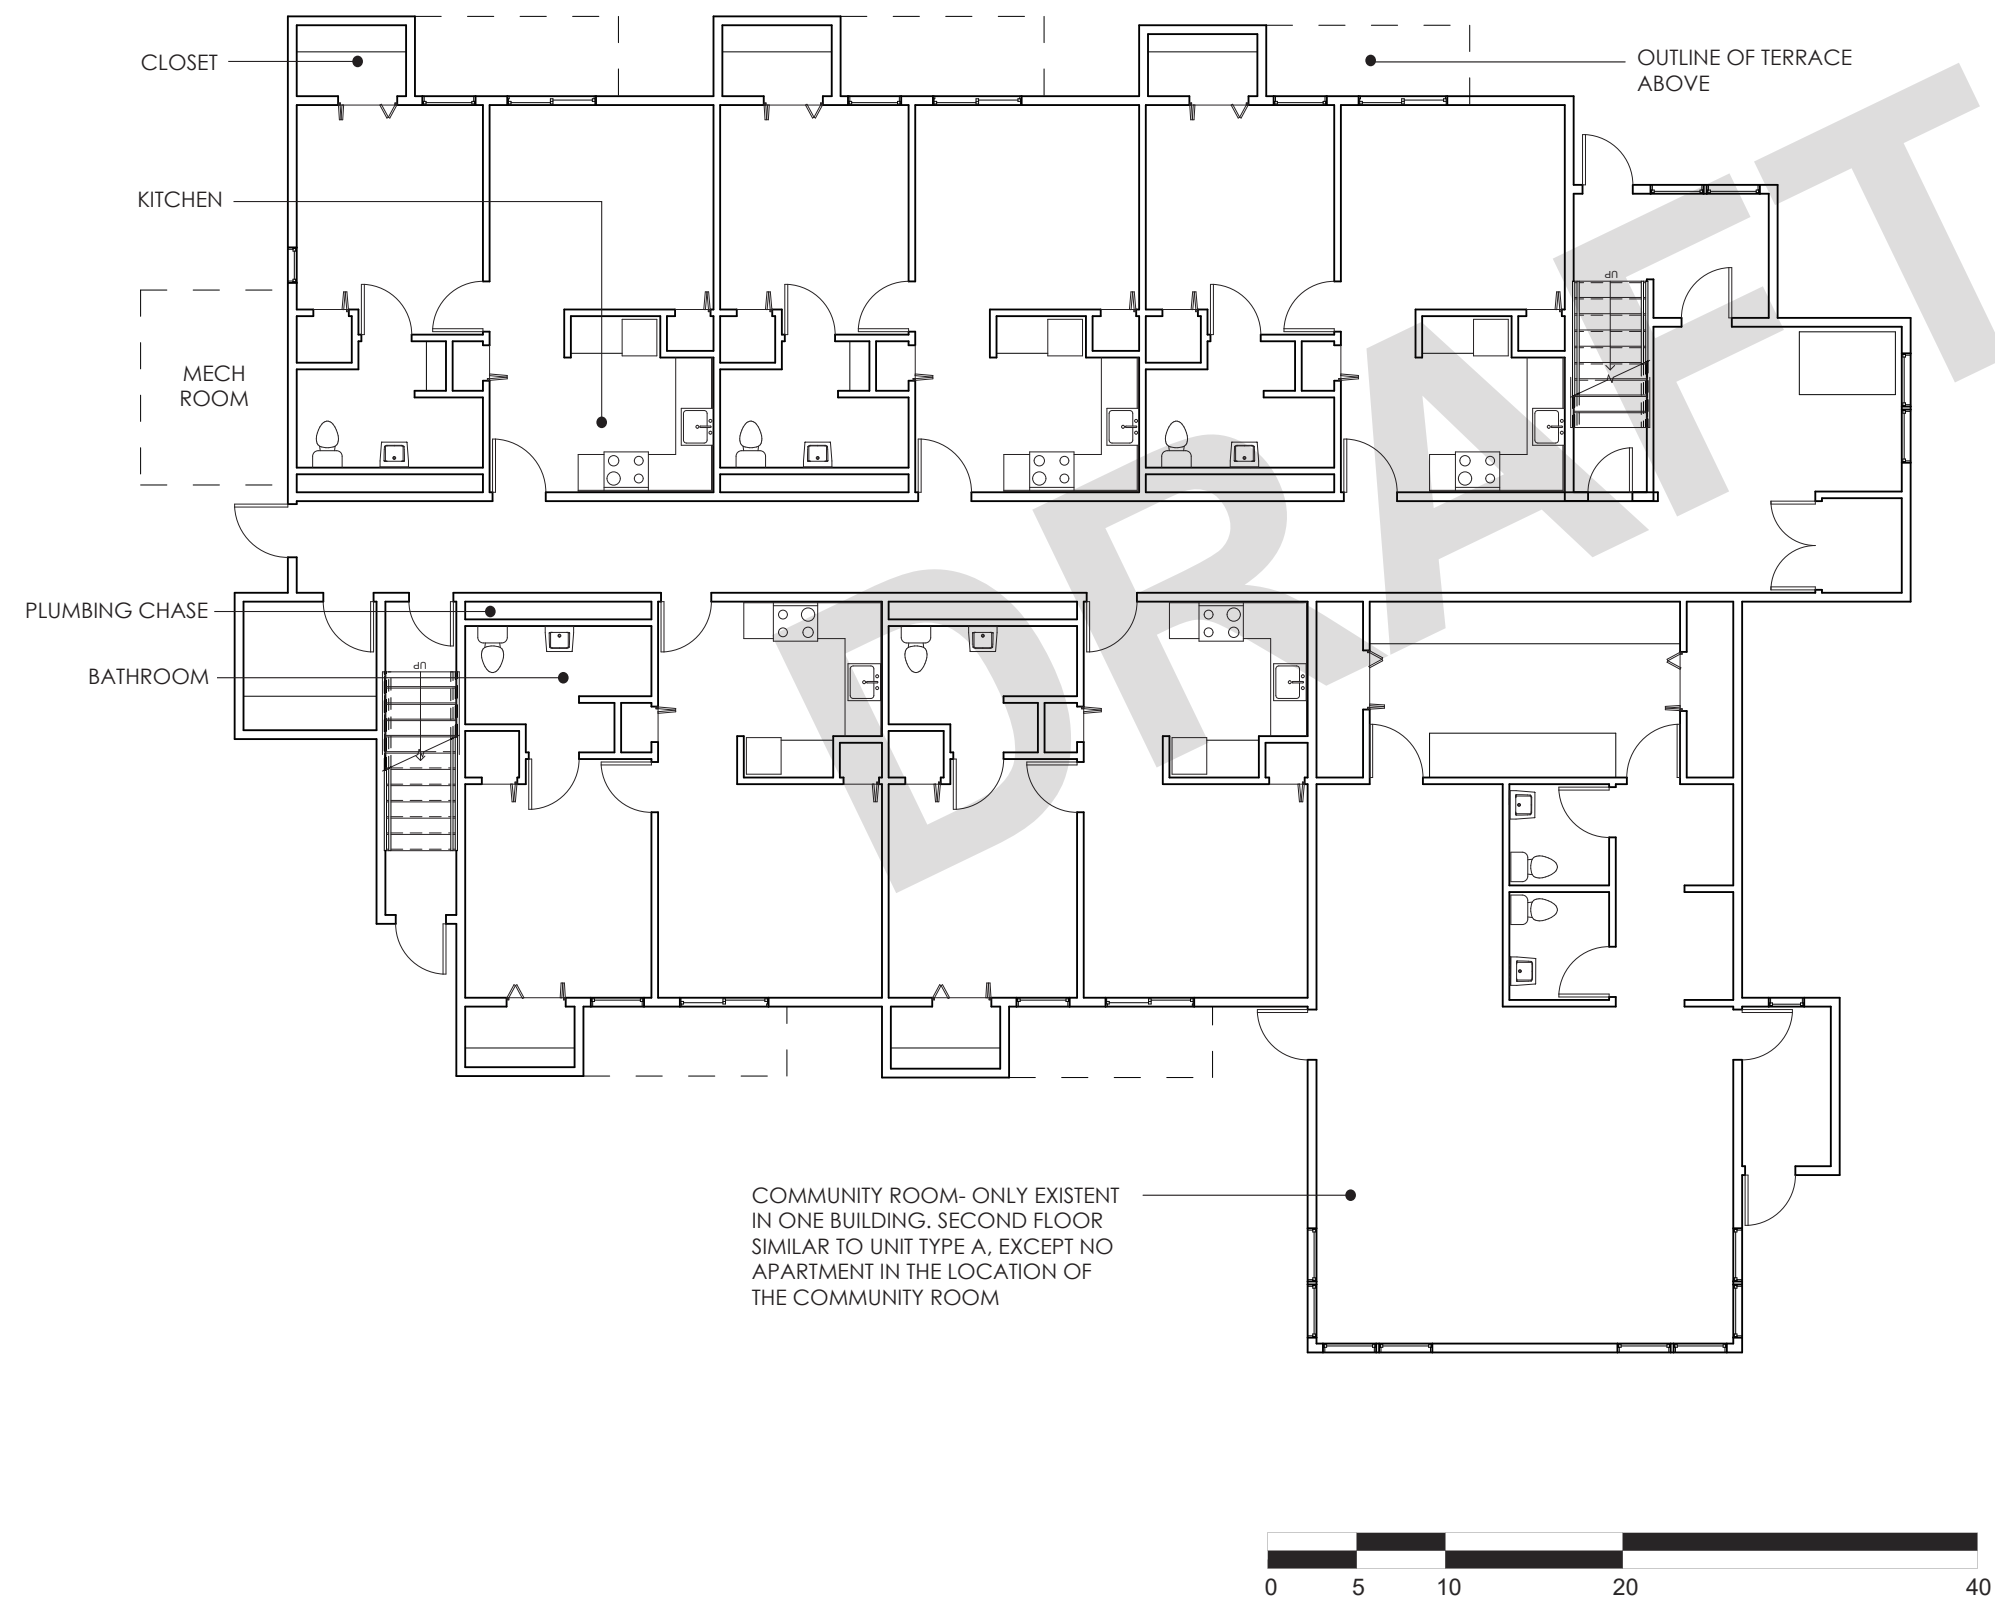 CLOSET
OUTLINE OF TERRACE
ABOVE
KITCHEN
UP
MECH
ROOM
DRAFT
PLUMBING CHASE
UP
BATHROOM
COMMUNITY ROOM- ONLY EXISTENT
IN ONE BUILDING. SECOND FLOOR
SIMILAR TO UNIT TYPE A, EXCEPT NO
APARTMENT IN THE LOCATION OF
THE COMMUNITY ROOM
0 5 10 20 40